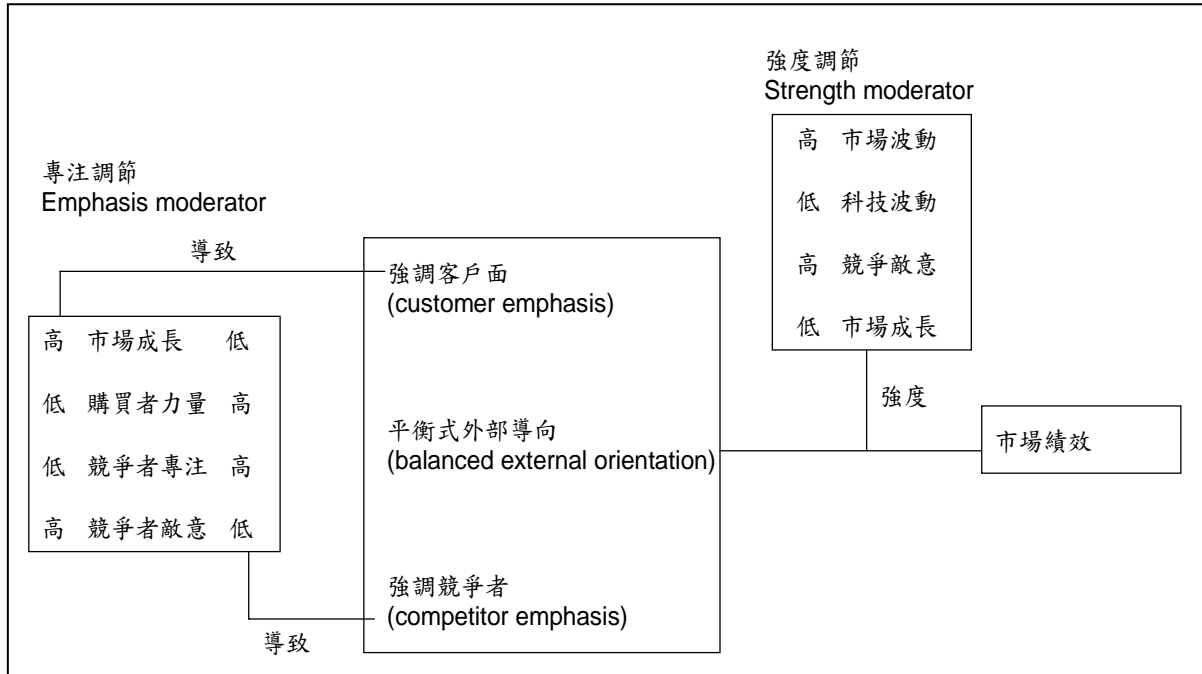 強度調節
Strength moderator
高 市場波動
低 科技波動
高 競爭敵意
低 市場成長
專注調節
Emphasis moderator
導致
高 市場成長 低
低 購買者力量 高
低 競爭者專注 高
高 競爭者敵意 低
導致
強調客戶面
(customer emphasis)
平衡式外部導向
(balanced external orientation)
強調競爭者
(competitor emphasis)
強度
市場績效